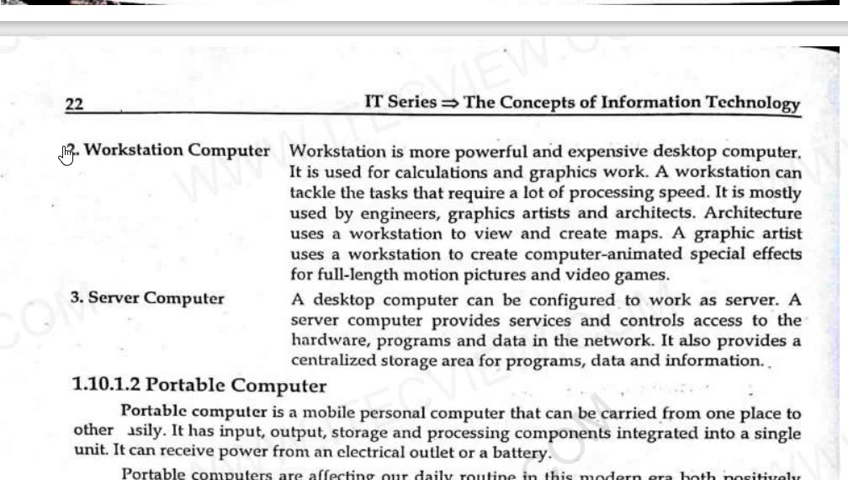 22
IT Series ⇒ The Concepts of Information Technology
2. Workstation Computer Workstation is more powerful and expensive desktop computer.
It is used for calculations and graphics work. A workstation can
tackle the tasks that require a lot of processing speed. It is mostly
used by engineers, graphics artists and architects. Architecture
uses a workstation to view and create maps. A graphic artist
uses a workstation to create computer-animated special effects
for full-length motion pictures and video games.
3. Server Computer A desktop computer can be configured to work as server. A
server computer provides services and controls access to the
hardware, programs and data in the network. It also provides a
centralized storage area for programs, data and information.
1.10.1.2 Portable Computer
Portable computer is a mobile personal computer that can be carried from one place to
other asily. It has input, output, storage and processing components integrated into a single
unit. It can receive power from an electrical outlet or a battery.
Portable computers are affecting our daily routine in this modern era both positively